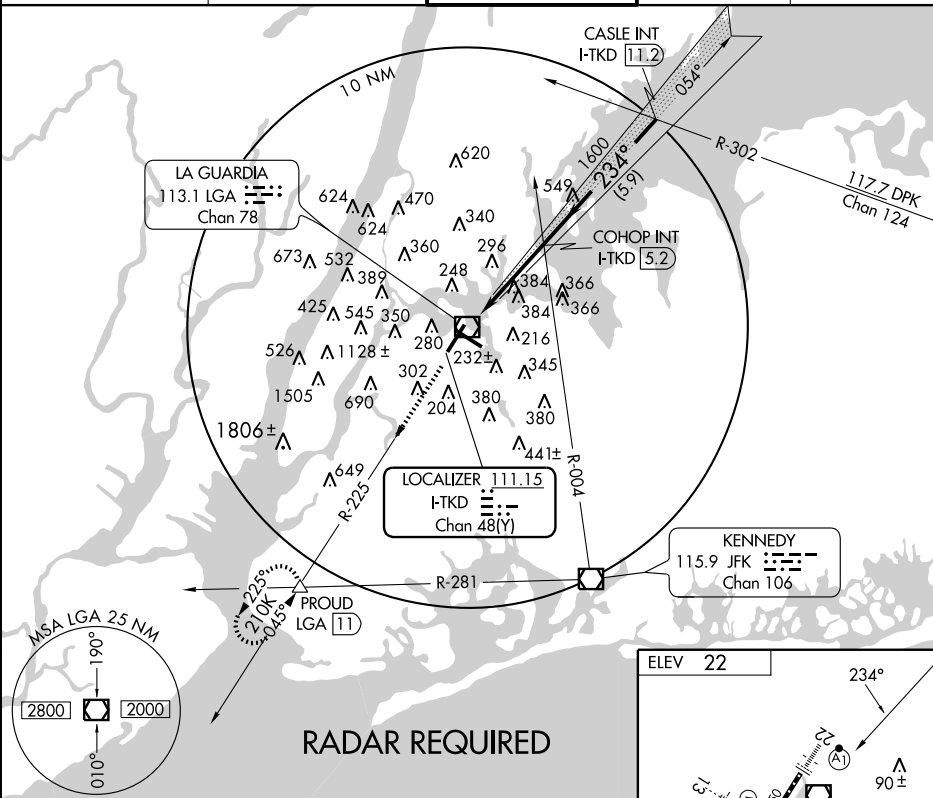 CASLE INT
I-TKD 11.2
10 NM
054°
R-302
117.7 DPK
Chan 124
1600
234°
(5.9)
LA GUARDIA
113.1 LGA
Chan 78
620
549
624
624
470
340
COHOP INT
I-TKD 5.2
673
532
360
296
389
248
384
384
366
366
425
545
350
280
216
526
1128 ±
232±
345
1505
690
302
204
380
380
1806 ±
441±
649
R-225
R-004
LOCALIZER 111.15
I-TKD
Chan 48(Y)
KENNEDY
115.9 JFK
Chan 106
R-281
225°
210K
045°
PROUD
LGA 11
MSA LGA 25 NM
190°
2800
2000
010°
RADAR REQUIRED
ELEV 22
234°
22
A1
90 ±
13